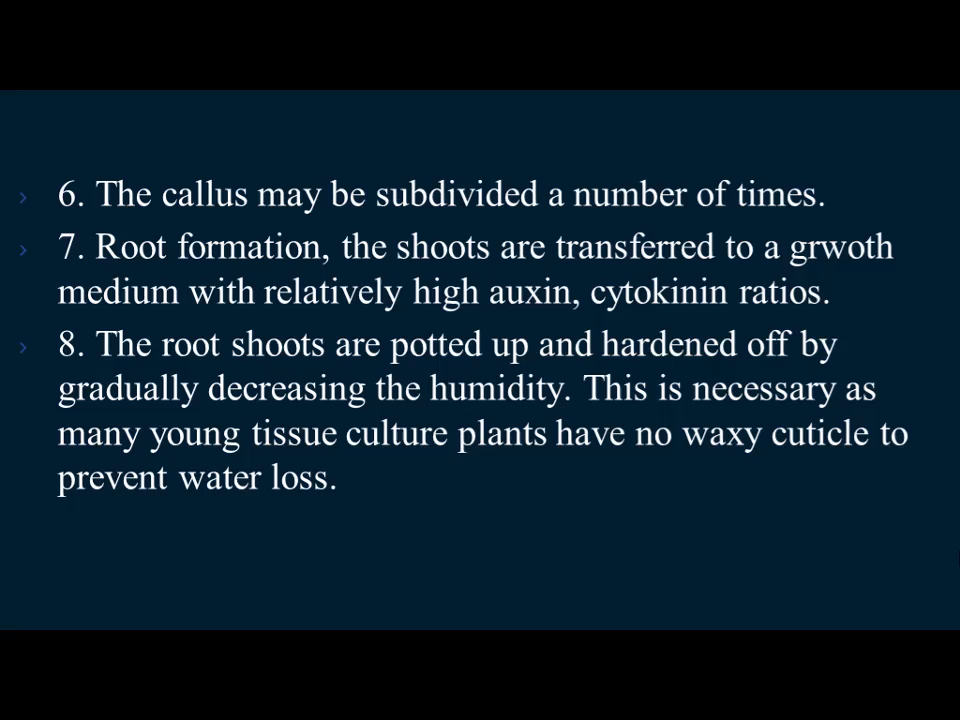 6. The callus may be subdivided a number of times.
7. Root formation, the shoots are transferred to a grwoth
medium with relatively high auxin, cytokinin ratios.
8. The root shoots are potted up and hardened off by
gradually decreasing the humidity. This is necessary as
many young tissue culture plants have no waxy cuticle to
prevent water loss.